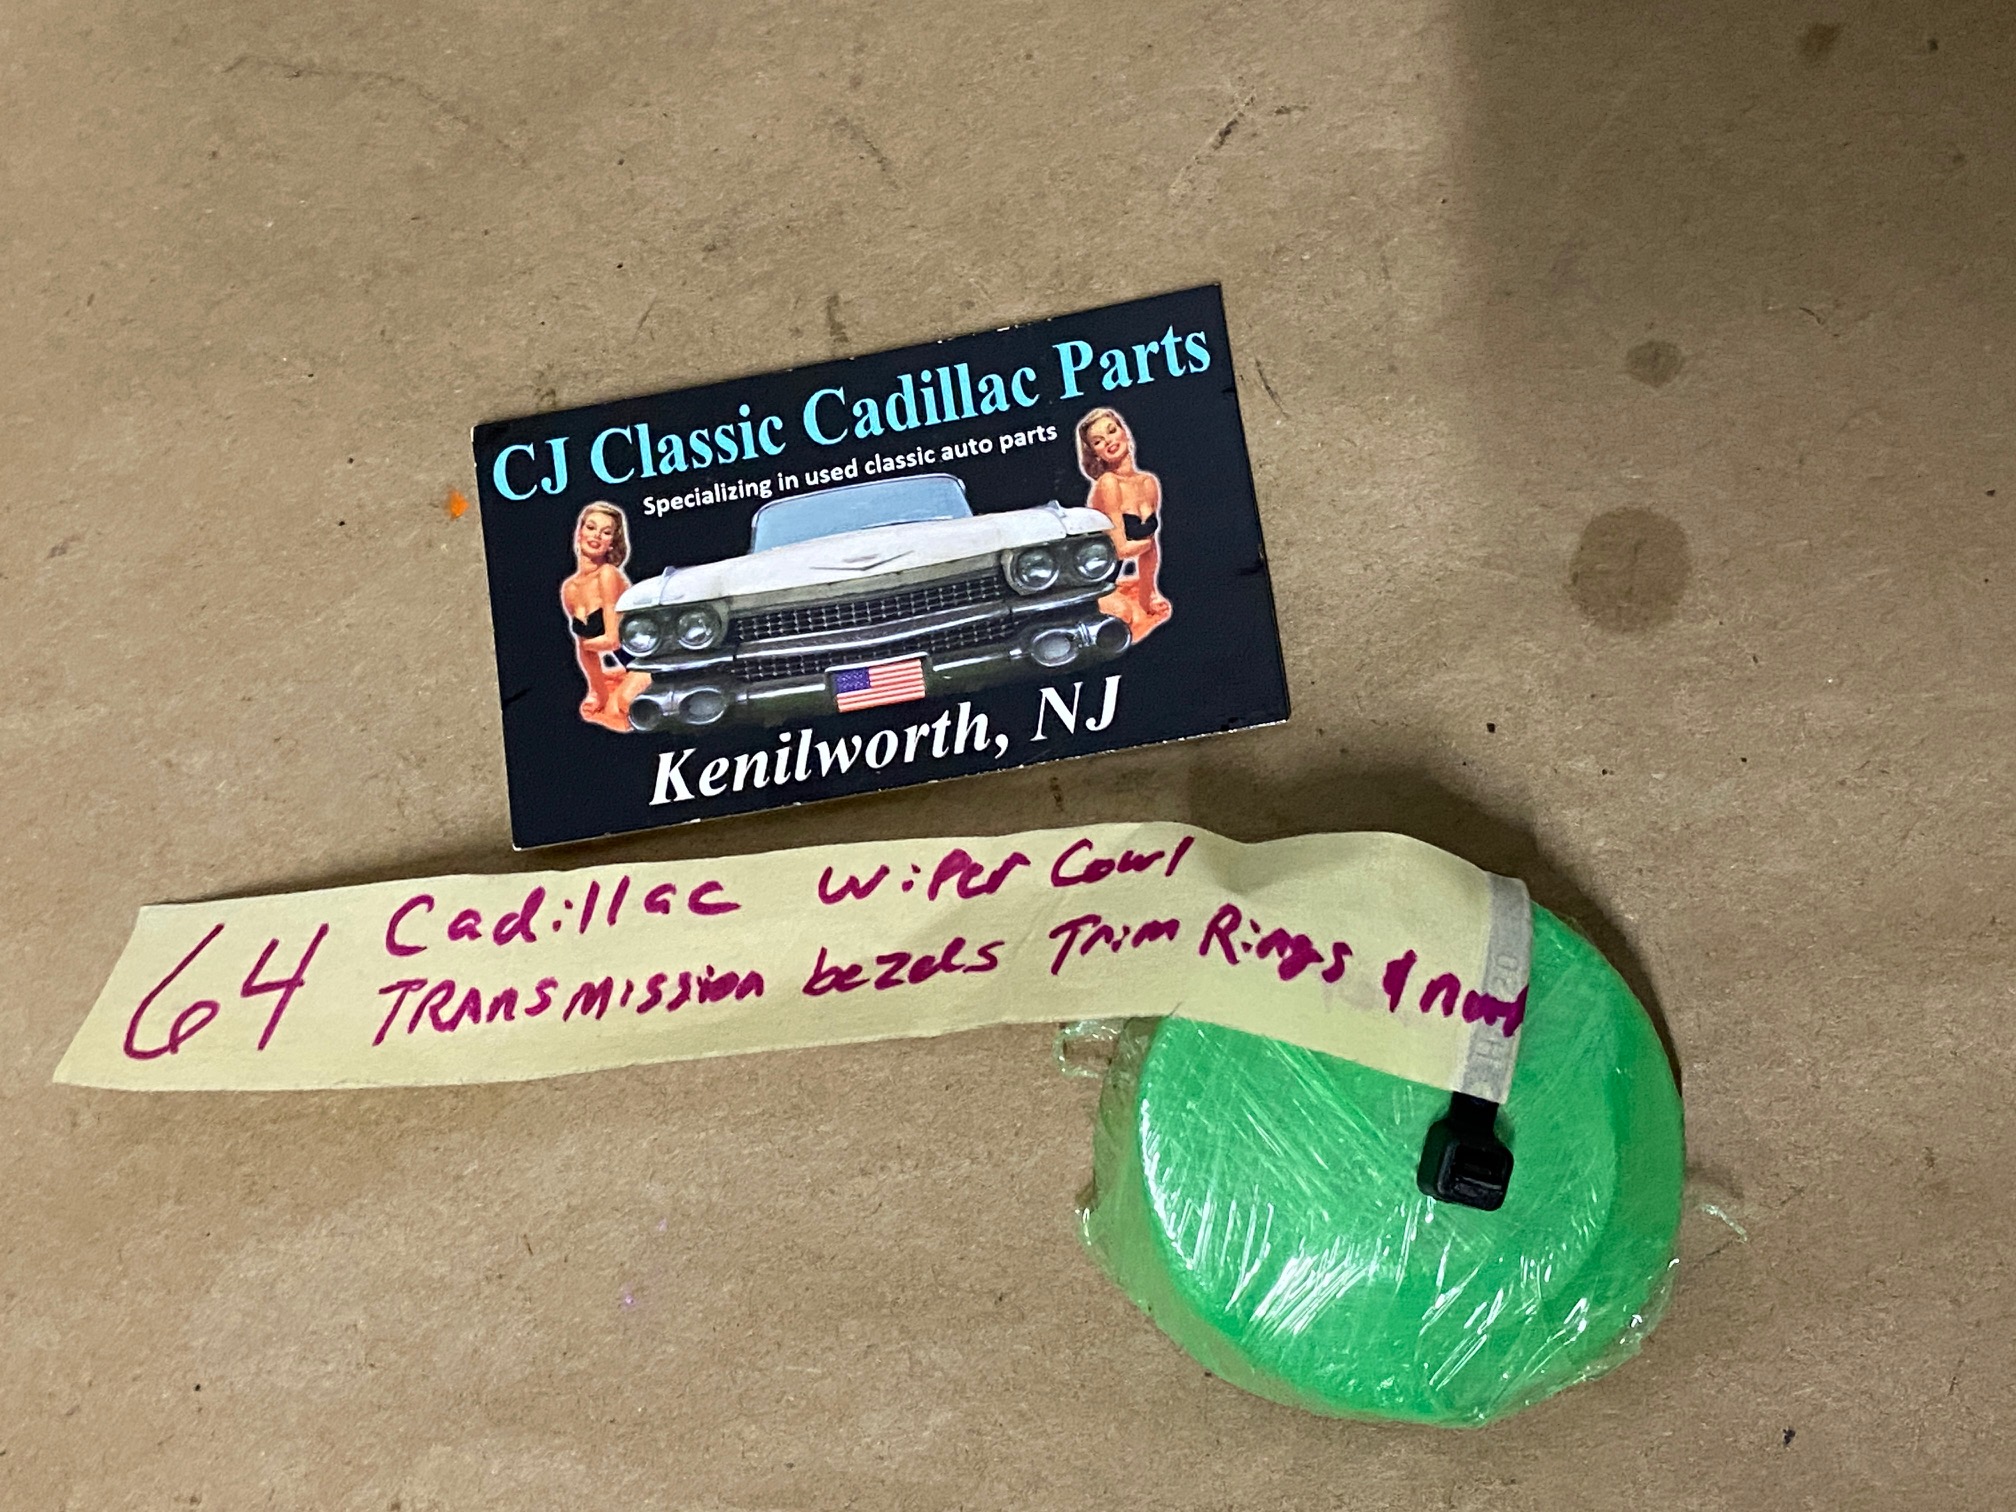 CJ Classic Cadillac Parts
Specializing in used classic auto parts
Kenilworth, NJ
64 Cadillac wiper Cowl
TRANSmission bezels Trim Rings &